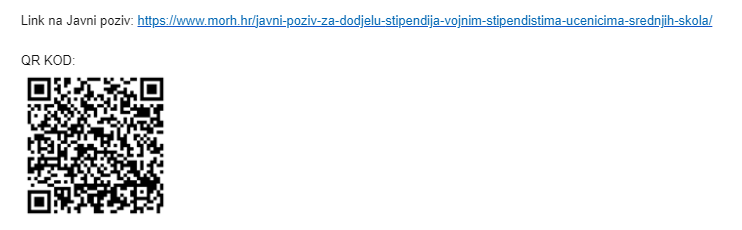 Link na Javni poziv: https://www.morh.hr/javni-poziv-za-dodjelu-stipendija-vojnim-stipendistima-ucenicima-srednjih-skola/
QR KOD: